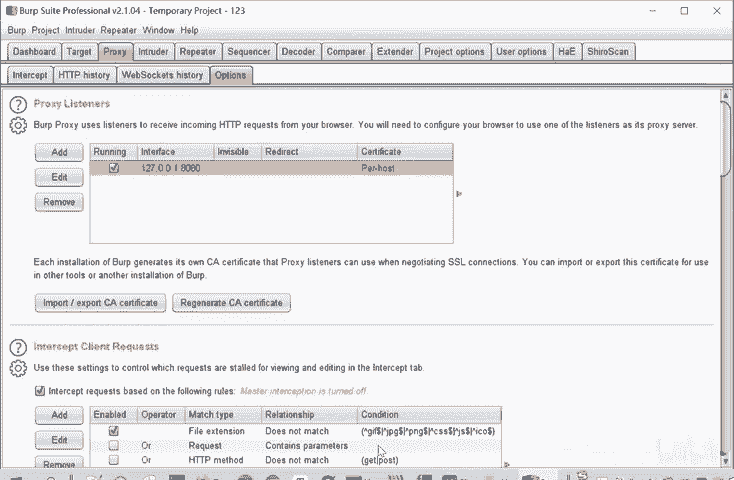 Burp Suite Professional v2.1.04 - Temporary Project - 123
Burp Project Intruder Repeater Window Help
Dashboard Target Proxy Intruder Repeater Sequencer Decoder Comparer Extender Project options User options HaE ShiroScan
Intercept HTTP history WebSockets history Options
Proxy Listeners
Burp Proxy uses listeners to receive incoming HTTP requests from your browser. You will need to configure your browser to use one of the listeners as its proxy server.
Add Running Interface Invisible Redirect Certificate
127.0.0.1:8080 Per-host
Edit
Remove
Each installation of Burp generates its own CA certificate that Proxy listeners can use when negotiating SSL connections. You can import or export this certificate for use
in other tools or another installation of Burp.
Import / export CA certificate Regenerate CA certificate
Intercept Client Requests
Use these settings to control which requests are stalled for viewing and editing in the Intercept tab.
Intercept requests based on the following rules: Master interception is turned off
Add Enabled Operator Match type Relationship Condition
File extension Does not match (^gif$|^jpg$|^png$|^css$|^js$|^ico$)
Edit Or Request Contains parameters
Remove Or HTTP method Does not match (get|post)